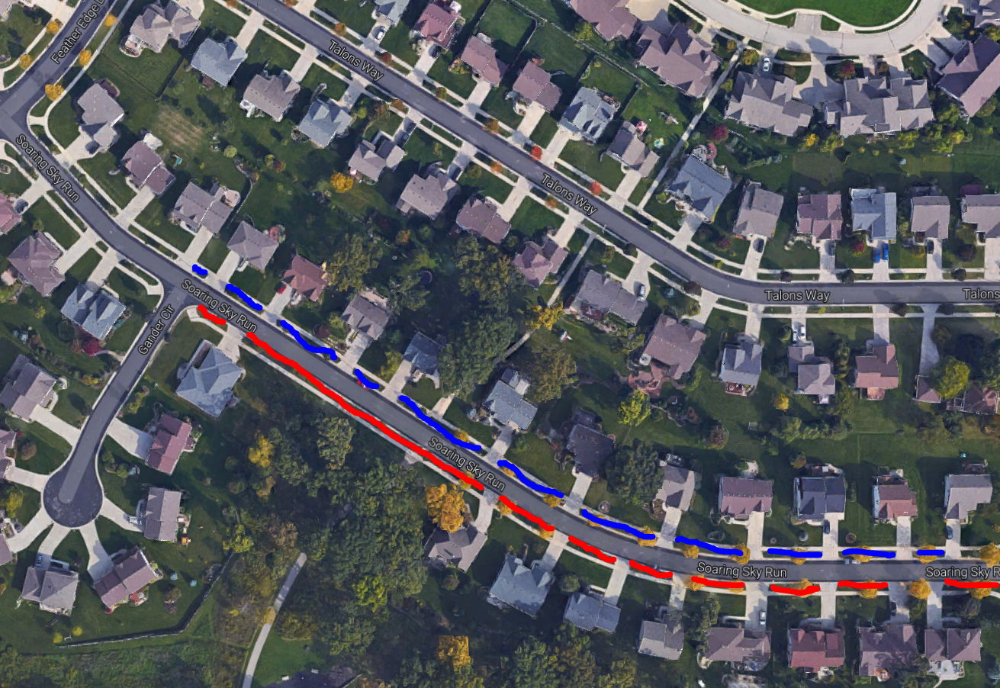 Feather Edge
Talons Way
Soaring Sky Run
Talons Way
Talons Way
Talons
Soaring Sky Run
Gander Cir
Soaring Sky Run
Soaring Sky Run
Soaring Sky R